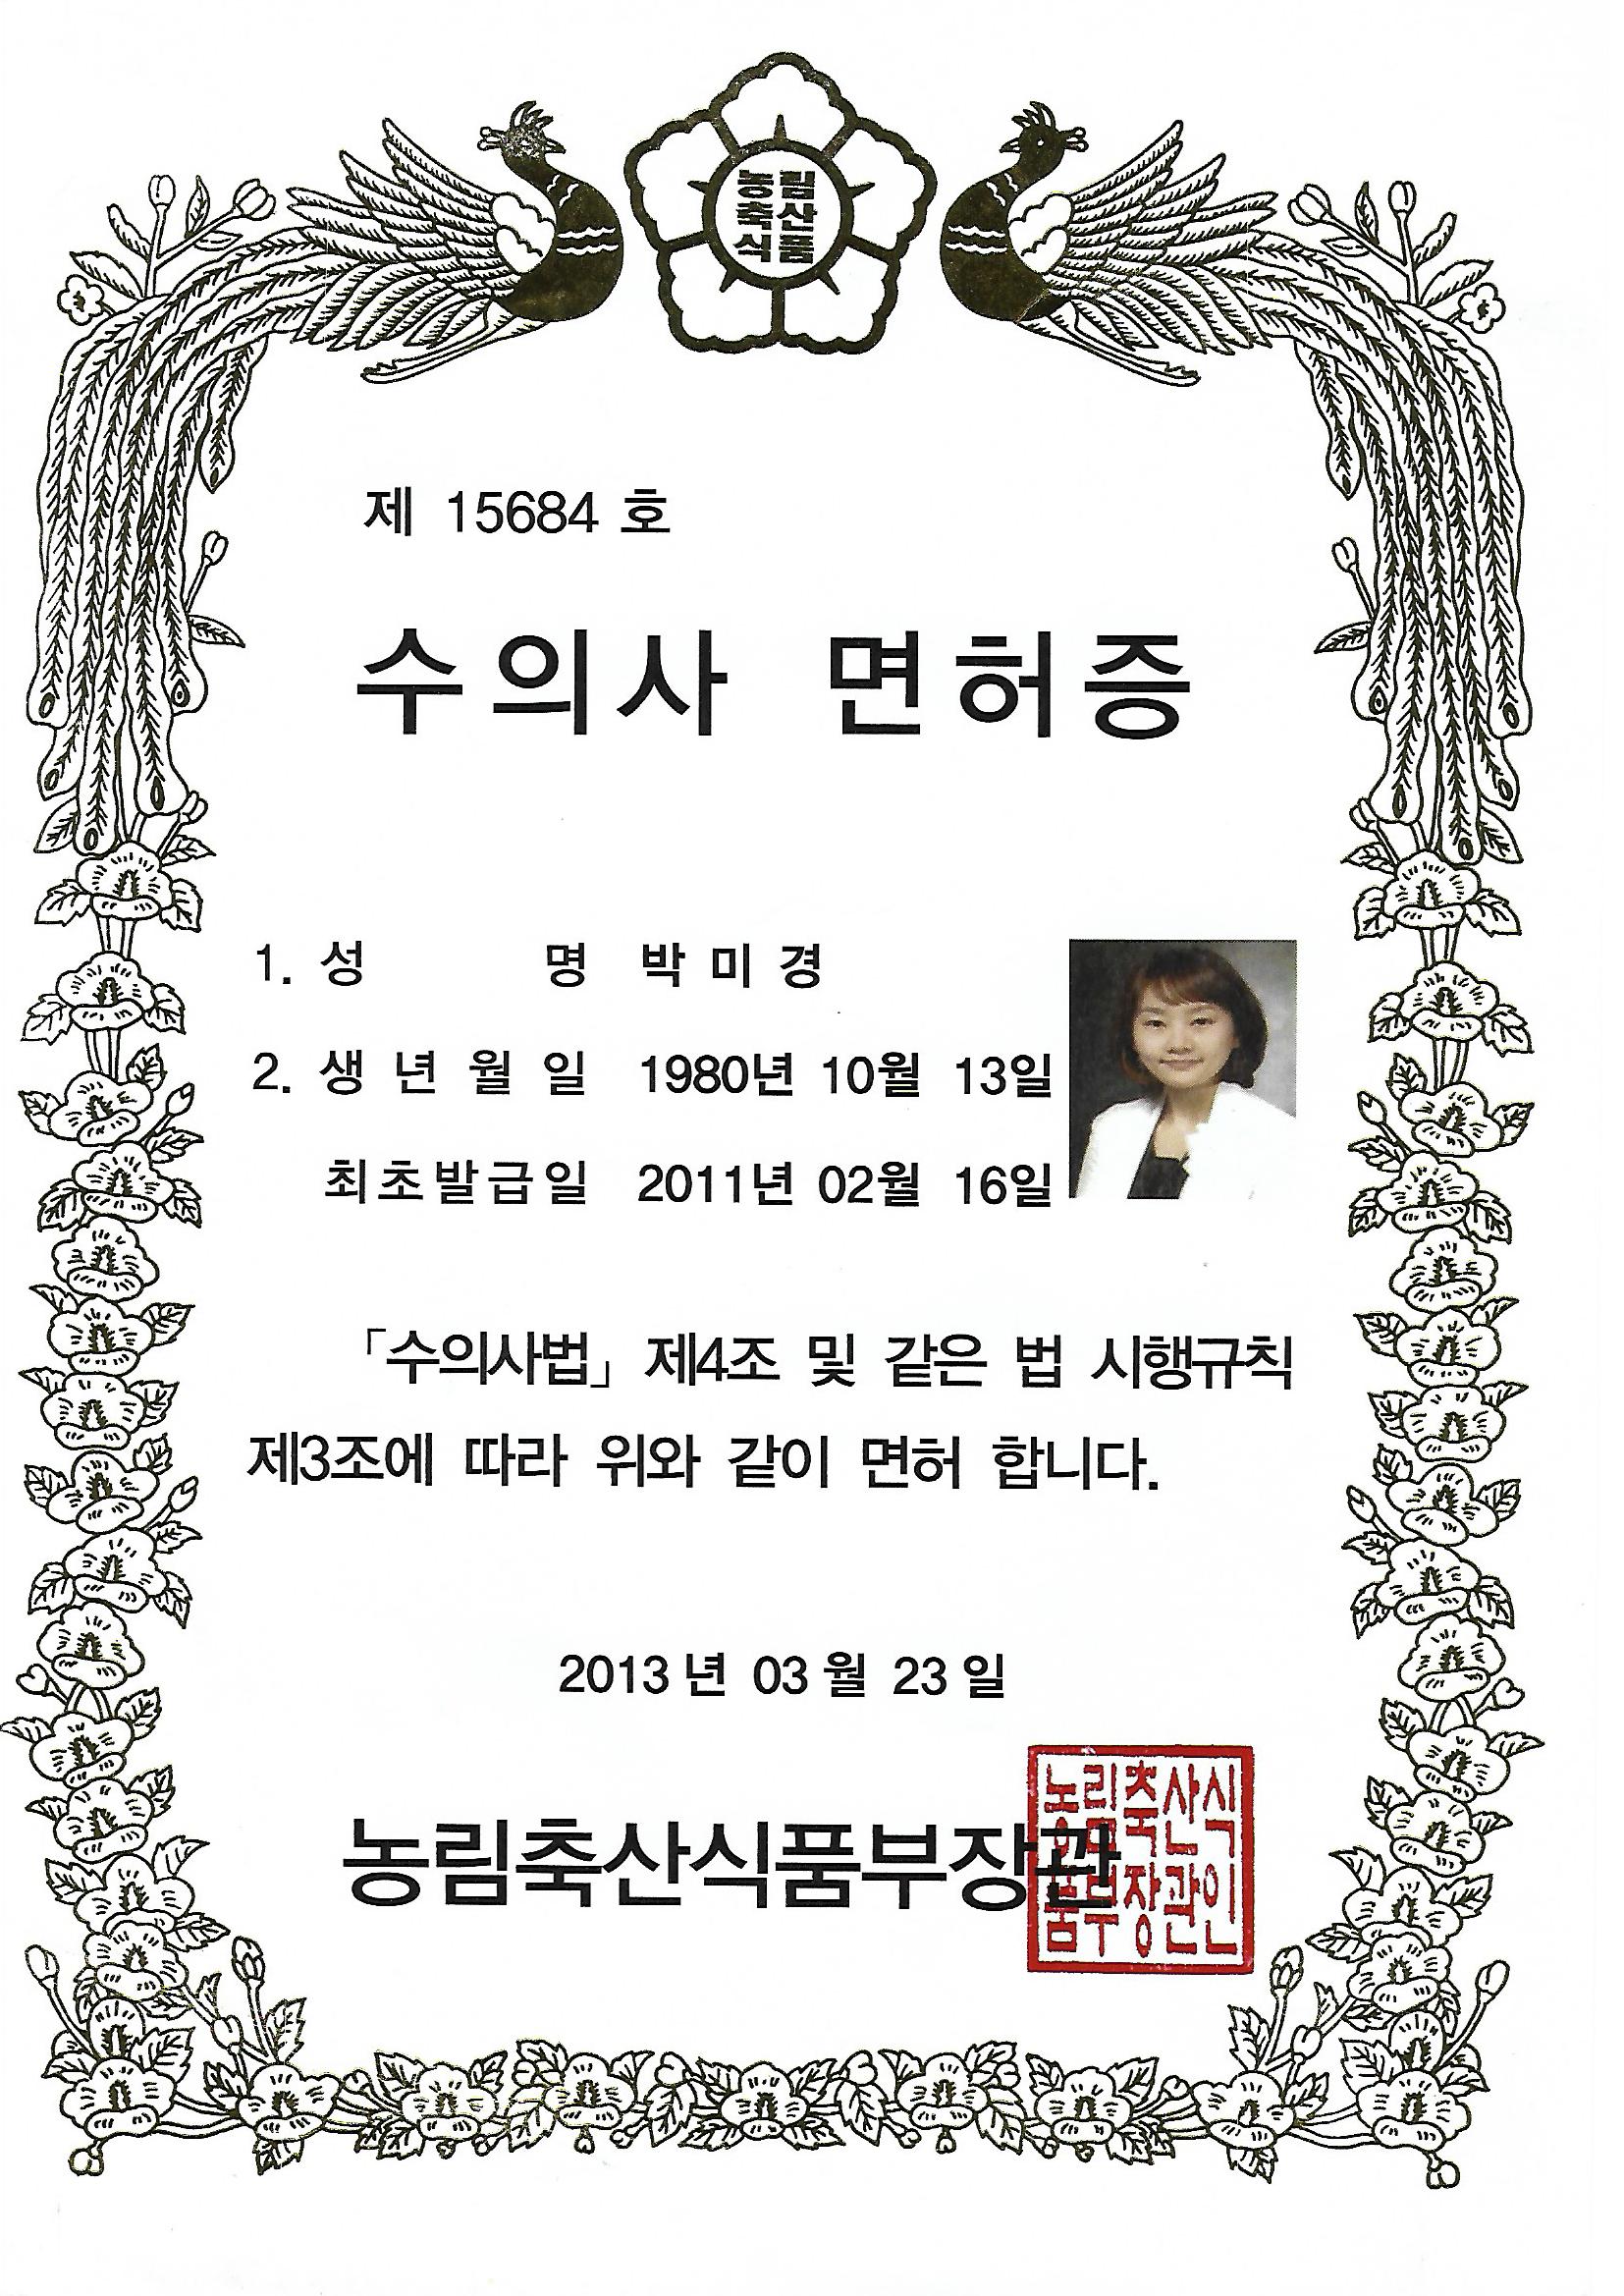 농림
축산
식품
제 15684 호
수의사 면허증
1. 성 명 박 미 경
2. 생 년 월 일 1980년 10월 13일
최초발급일 2011년 02월 16일
「수의사법」 제4조 및 같은 법 시행규칙
제3조에 따라 위와 같이 면허 합니다.
2013 년 03 월 23 일
농림축산식품부장관
농림축산식
품부장관인